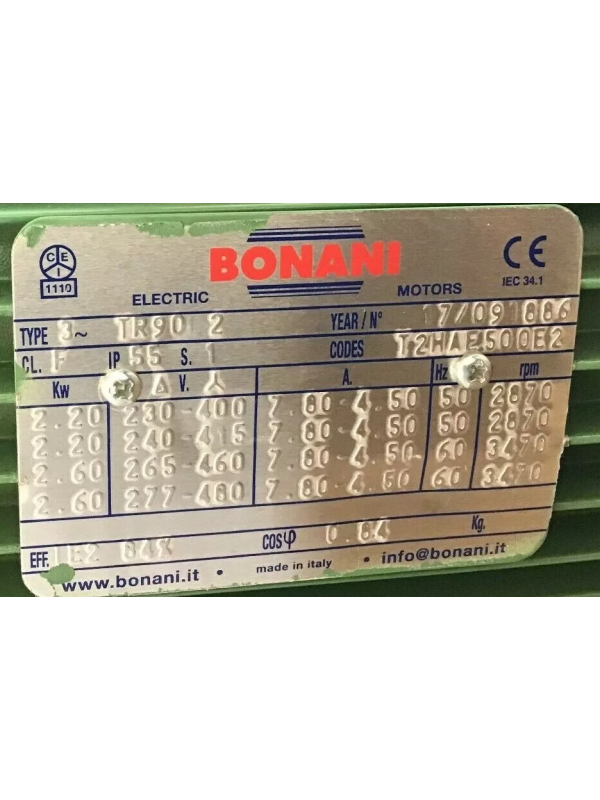 CEI
1110
BONANI
CE
IEC 34.1
ELECTRIC MOTORS
TYPE 3~ TR90L2 YEAR / N° 17/091886
CL. F IP 55 S. 1 CODES T2HAE500E2
Kw Δ V. A. Hz rpm
2.20 230-400 7.80-4.50 50 2870
2.20 240-415 7.80-4.50 50 2870
2.60 265-460 7.80-4.50 60 3470
2.60 277-480 7.80-4.50 60 3470
EFF. IE2 84% cosφ 0.84 Kg.
www.bonani.it • made in italy • info@bonani.it